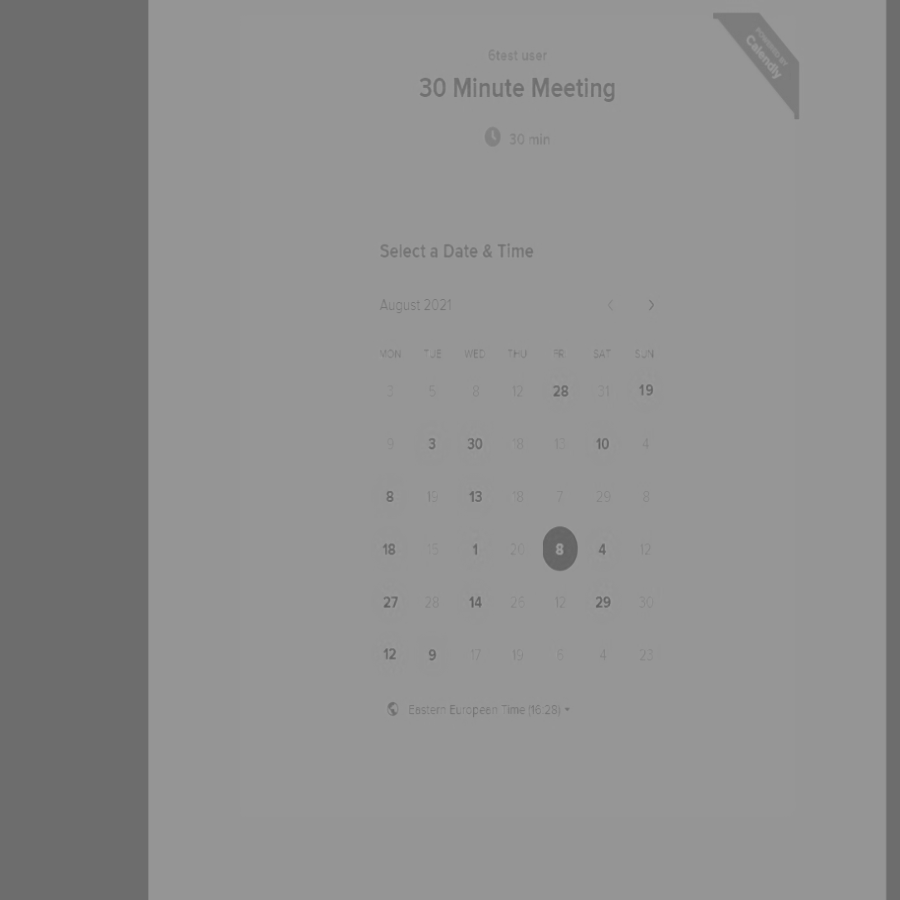 POWERED BY
Calendly
6test user
30 Minute Meeting
30 min
Select a Date & Time
August 2021
MON TUE WED THU FR SAT SUN
3 5 8 12 28 31 19
9 3 30 18 13 10 4
8 19 13 18 7 29 8
18 15 1 20 8 4 12
27 28 14 25 12 29 30
12 9 17 19 6 4 23
Eastern European Time (16:28)